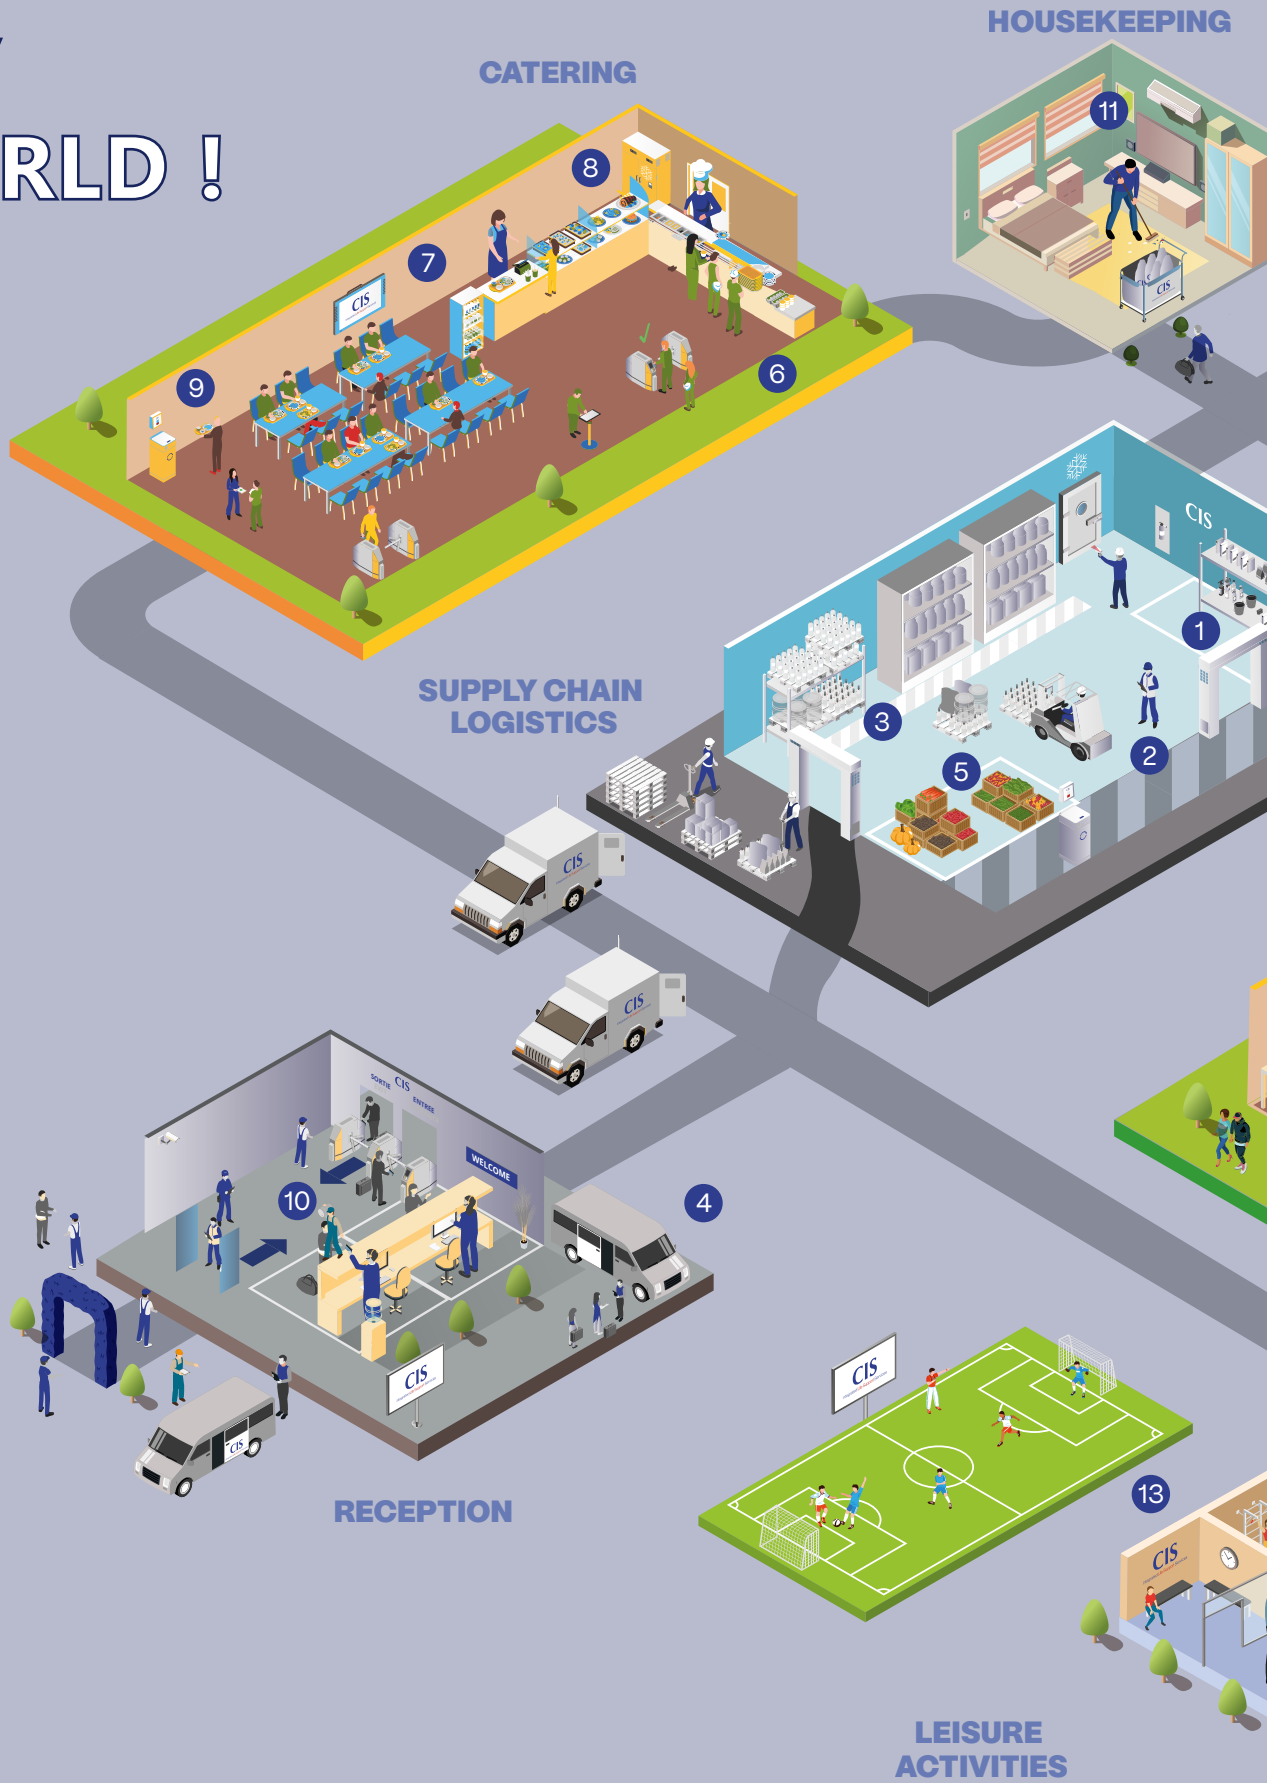 RLD !
HOUSEKEEPING
CATERING
11
8
7
CIS
9
6
CIS
CIS
1
SUPPLY CHAIN
LOGISTICS
3
2
5
CIS
CIS
SORTIE
CIS
ENTREE
WELCOME
10
4
CIS
CIS
CIS
RECEPTION
13
CIS
LEISURE
ACTIVITIES